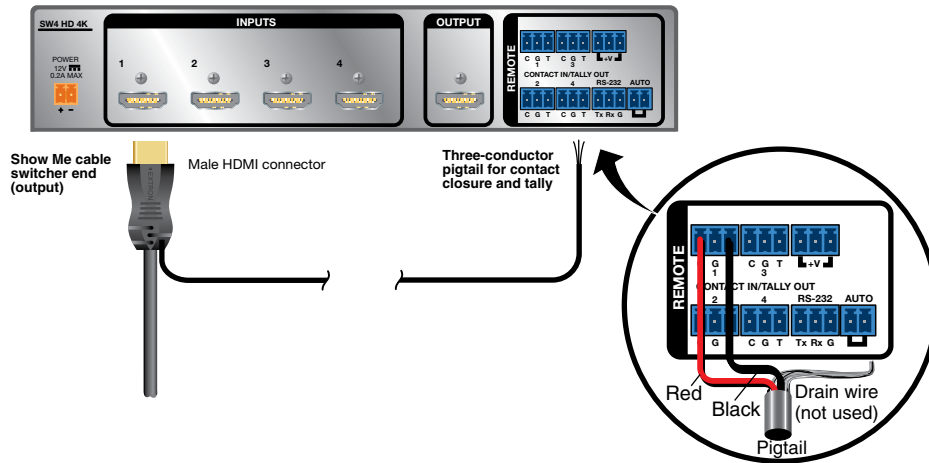 SW4 HD 4K
POWER
12V
0.2A MAX
+ −
INPUTS
1 2 3 4
OUTPUT
REMOTE
C G T C G T +V
1 3
CONTACT IN/TALLY OUT
2 4 RS-232 AUTO
C G T C G T Tx Rx G
Show Me cable
switcher end
(output)
Male HDMI connector
EXTRON
Three-conductor
pigtail for contact
closure and tally
REMOTE
G C G T +V
1 3
CONTACT IN/TALLY OUT
2 4 RS-232 AUTO
G C G T Tx Rx G
Red
Black
Drain wire
(not used)
Pigtail